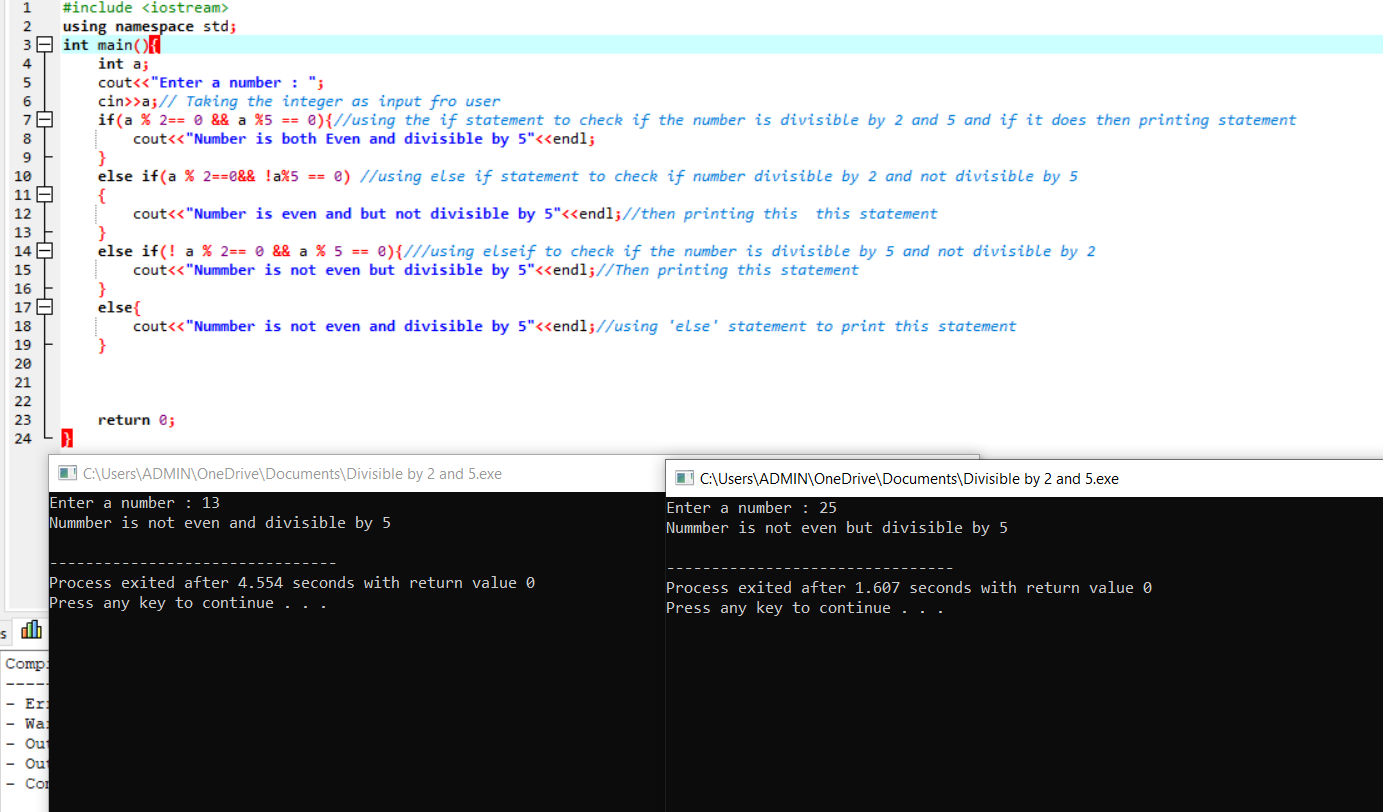 1 #include <iostream>
2 using namespace std;
3 int main(){
4 int a;
5 cout<<"Enter a number : ";
6 cin>>a;// Taking the integer as input fro user
7 if(a % 2== 0 && a %5 == 0){//using the if statement to check if the number is divisible by 2 and 5 and if it does then printing statement
8 cout<<"Number is both Even and divisible by 5"<<endl;
9 }
10 else if(a % 2==0&& !a%5 == 0) //using else if statement to check if number divisible by 2 and not divisible by 5
11 {
12 cout<<"Number is even and but not divisible by 5"<<endl;//then printing this  this statement
13 }
14 else if(! a % 2== 0 && a % 5 == 0){///using elseif to check if the number is divisible by 5 and not divisible by 2
15 cout<<"Nummber is not even but divisible by 5"<<endl;//Then printing this statement
16 }
17 else{
18 cout<<"Nummber is not even and divisible by 5"<<endl;//using 'else' statement to print this statement
19 }
20
21
22
23 return 0;
24 }
C:\Users\ADMIN\OneDrive\Documents\Divisible by 2 and 5.exe
Enter a number : 13
Nummber is not even and divisible by 5
--------------------------------
Process exited after 4.554 seconds with return value 0
Press any key to continue . . .
C:\Users\ADMIN\OneDrive\Documents\Divisible by 2 and 5.exe
Enter a number : 25
Nummber is not even but divisible by 5
--------------------------------
Process exited after 1.607 seconds with return value 0
Press any key to continue . . .
s
Comp
-----
- Er
- Wa
- Out
- Out
- Co